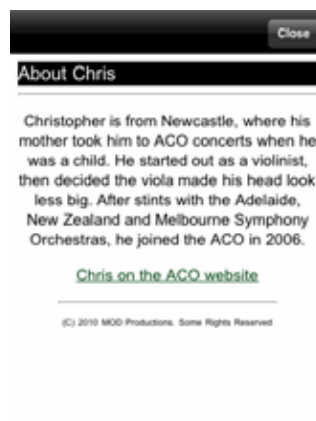 Close
About Chris
Christopher is from Newcastle, where his
mother took him to ACO concerts when he
was a child. He started out as a violinist,
then decided the viola made his head look
less big. After stints with the Adelaide,
New Zealand and Melbourne Symphony
Orchestras, he joined the ACO in 2006.
Chris on the ACO website
(C) 2010 MOD Productions. Some Rights Reserved